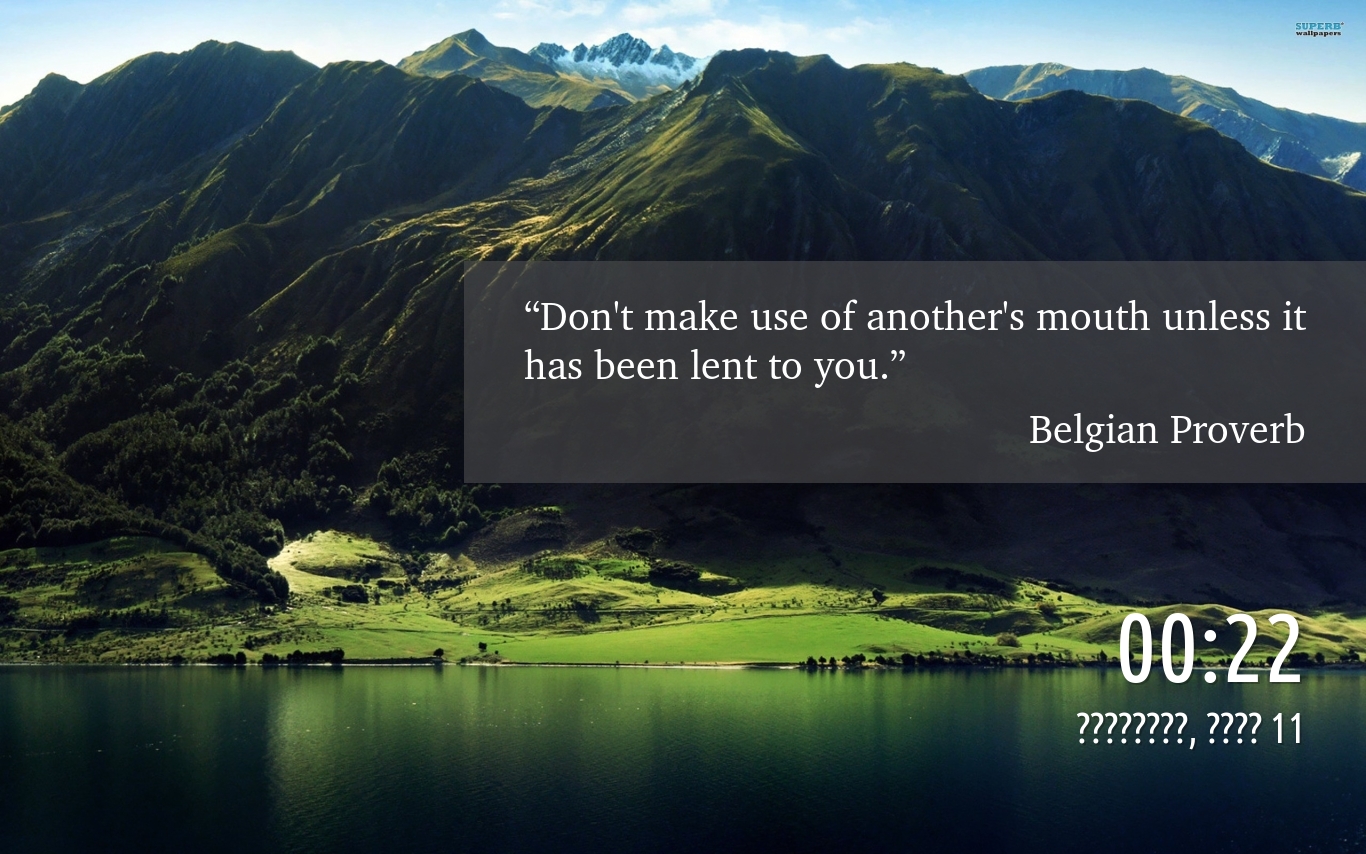 SUPERB
wallpapers
“Don't make use of another's mouth unless it
has been lent to you.”
Belgian Proverb
00:22
????????, ???? 11